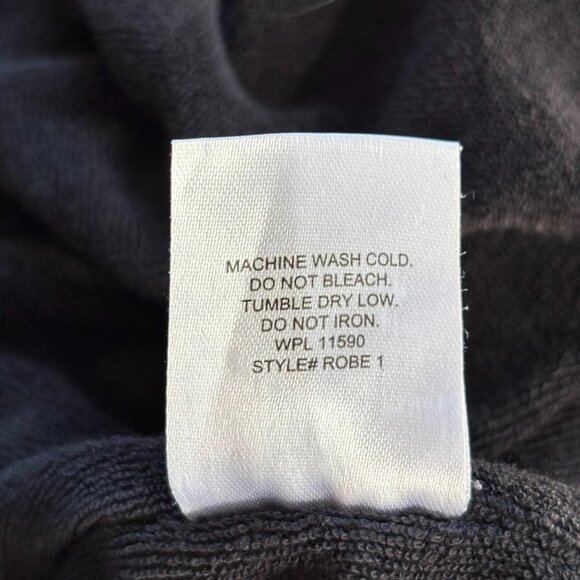 MACHINE WASH COLD.
DO NOT BLEACH.
TUMBLE DRY LOW.
DO NOT IRON.
WPL 11590
STYLE# ROBE 1